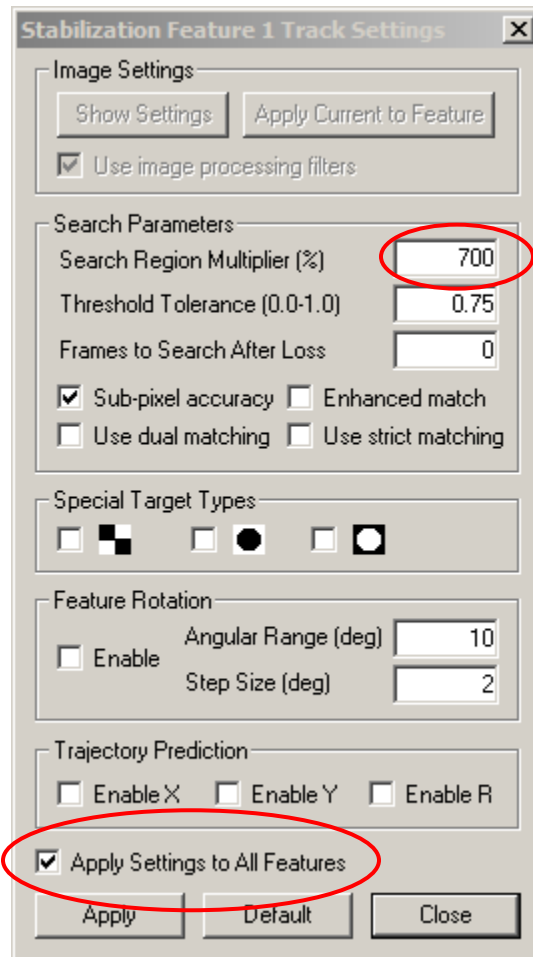 Stabilization Feature 1 Track Settings
Image Settings
Show Settings Apply Current to Feature
Use image processing filters
Search Parameters
Search Region Multiplier (%) 700
Threshold Tolerance (0.0-1.0) 0.75
Frames to Search After Loss 0
Sub-pixel accuracy Enhanced match
Use dual matching Use strict matching
Special Target Types
Feature Rotation
Angular Range (deg) 10
Enable
Step Size (deg) 2
Trajectory Prediction
Enable X Enable Y Enable R
Apply Settings to All Features
Apply Default Close